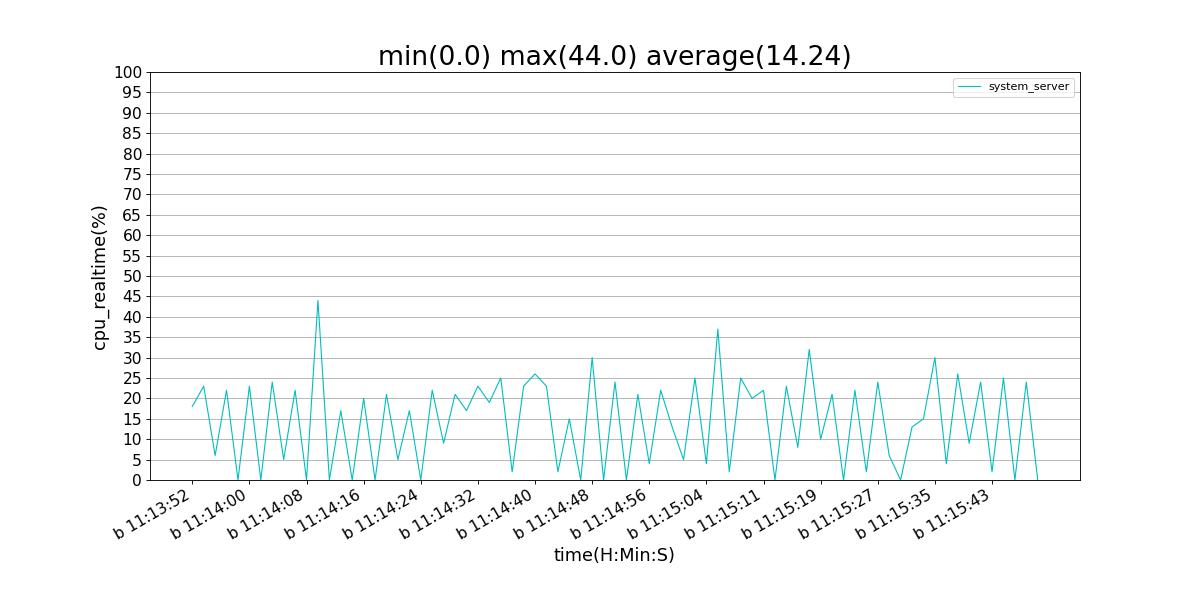 min(0.0) max(44.0) average(14.24)
100
95
90
85
80
75
70
65
60
55
50
45
40
35
30
25
20
15
10
5
0
cpu_realtime(%)
system_server
b 11:13:52
b 11:14:00
b 11:14:08
b 11:14:16
b 11:14:24
b 11:14:32
b 11:14:40
b 11:14:48
b 11:14:56
b 11:15:04
b 11:15:11
b 11:15:19
b 11:15:27
b 11:15:35
b 11:15:43
time(H:Min:S)